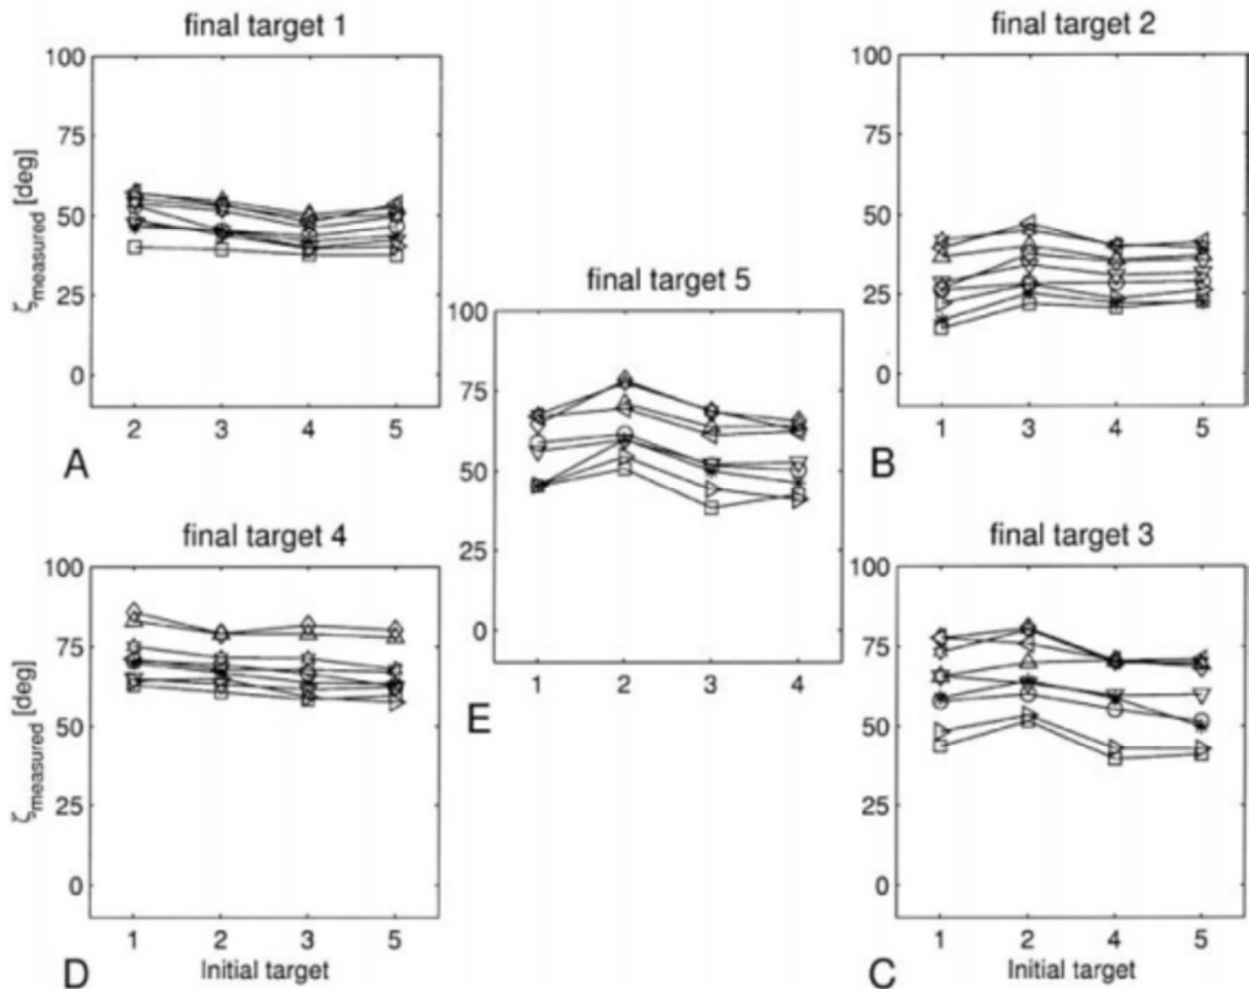 final target 1
100
75
50
25
0
ζmeasured [deg]
2 3 4 5
A
final target 2
100
75
50
25
0
1 3 4 5
B
final target 5
100
75
50
25
0
1 2 3 4
E
final target 4
100
75
50
25
0
ζmeasured [deg]
1 2 3 5
Initial target
D
final target 3
100
75
50
25
0
1 2 4 5
Initial target
C